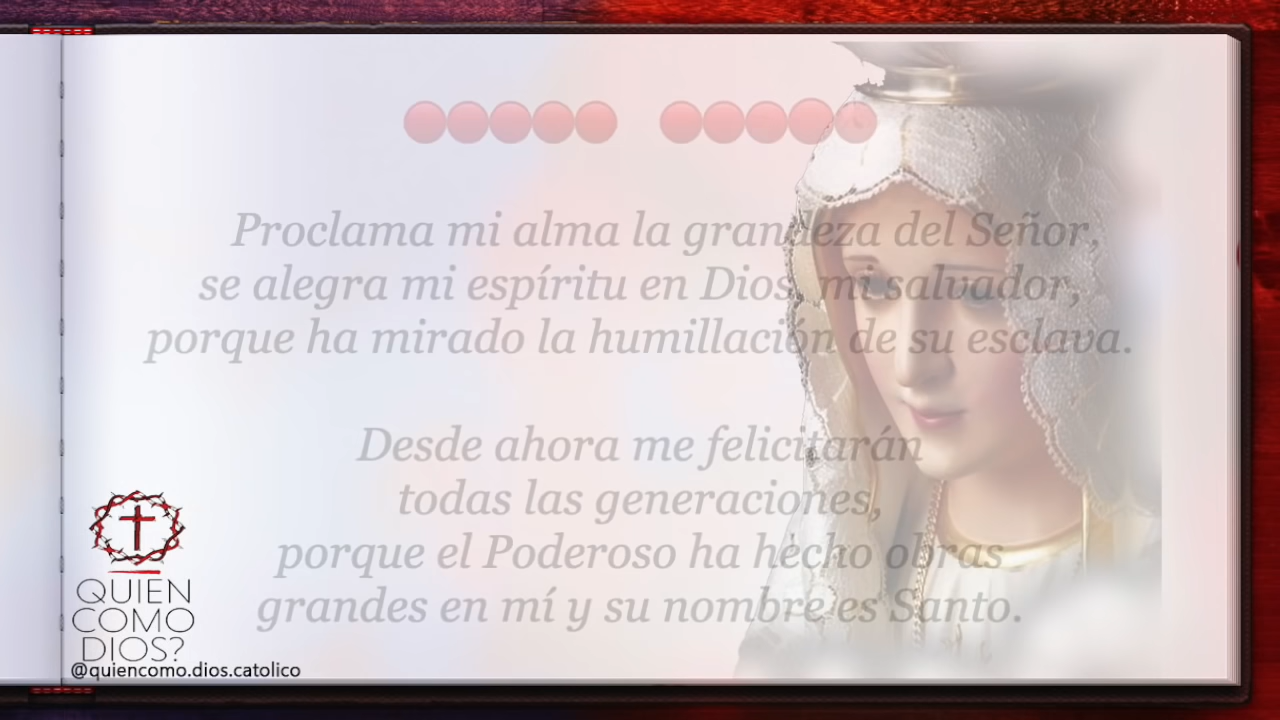 Proclama mi alma la grandeza del Señor,
se alegra mi espíritu en Dios, mi salvador,
porque ha mirado la humillación de su esclava.
Desde ahora me felicitarán
todas las generaciones,
porque el Poderoso ha hecho obras
grandes en mí y su nombre es Santo.
QUIEN
COMO
DIOS?
@quiencomo.dios.catolico